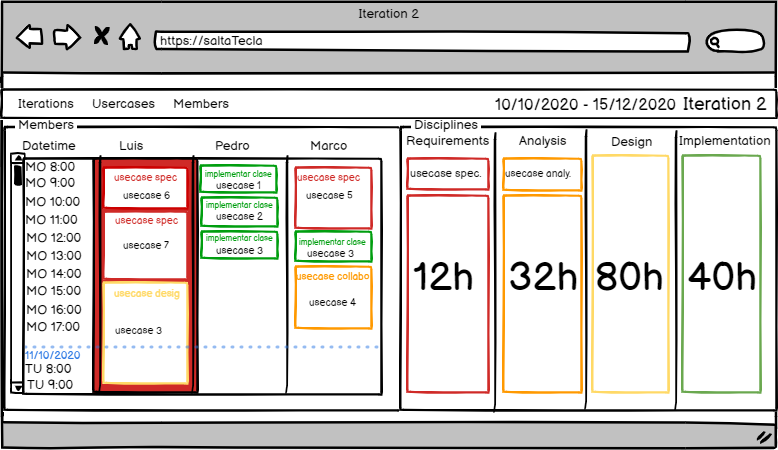 Iteration 2
https://saltaTecla
Iterations Usercases Members
10/10/2020 - 15/12/2020 Iteration 2
Members
Datetime Luis Pedro Marco
MO 8:00
MO 9:00
MO 10:00
MO 11:00
MO 12:00
MO 13:00
MO 14:00
MO 15:00
MO 16:00
MO 17:00
11/10/2020
TU 8:00
TU 9:00
usecase spec
usecase 6
usecase spec
usecase 7
usecase desig
usecase 3
implementar clase
usecase 1
implementar clase
usecase 2
implementar clase
usecase 3
usecase spec
usecase 5
implementar clase
usecase 3
usecase collabo
usecase 4
Disciplines
Requirements Analysis Design Implementation
usecase spec. usecase analy.
12h 32h 80h 40h